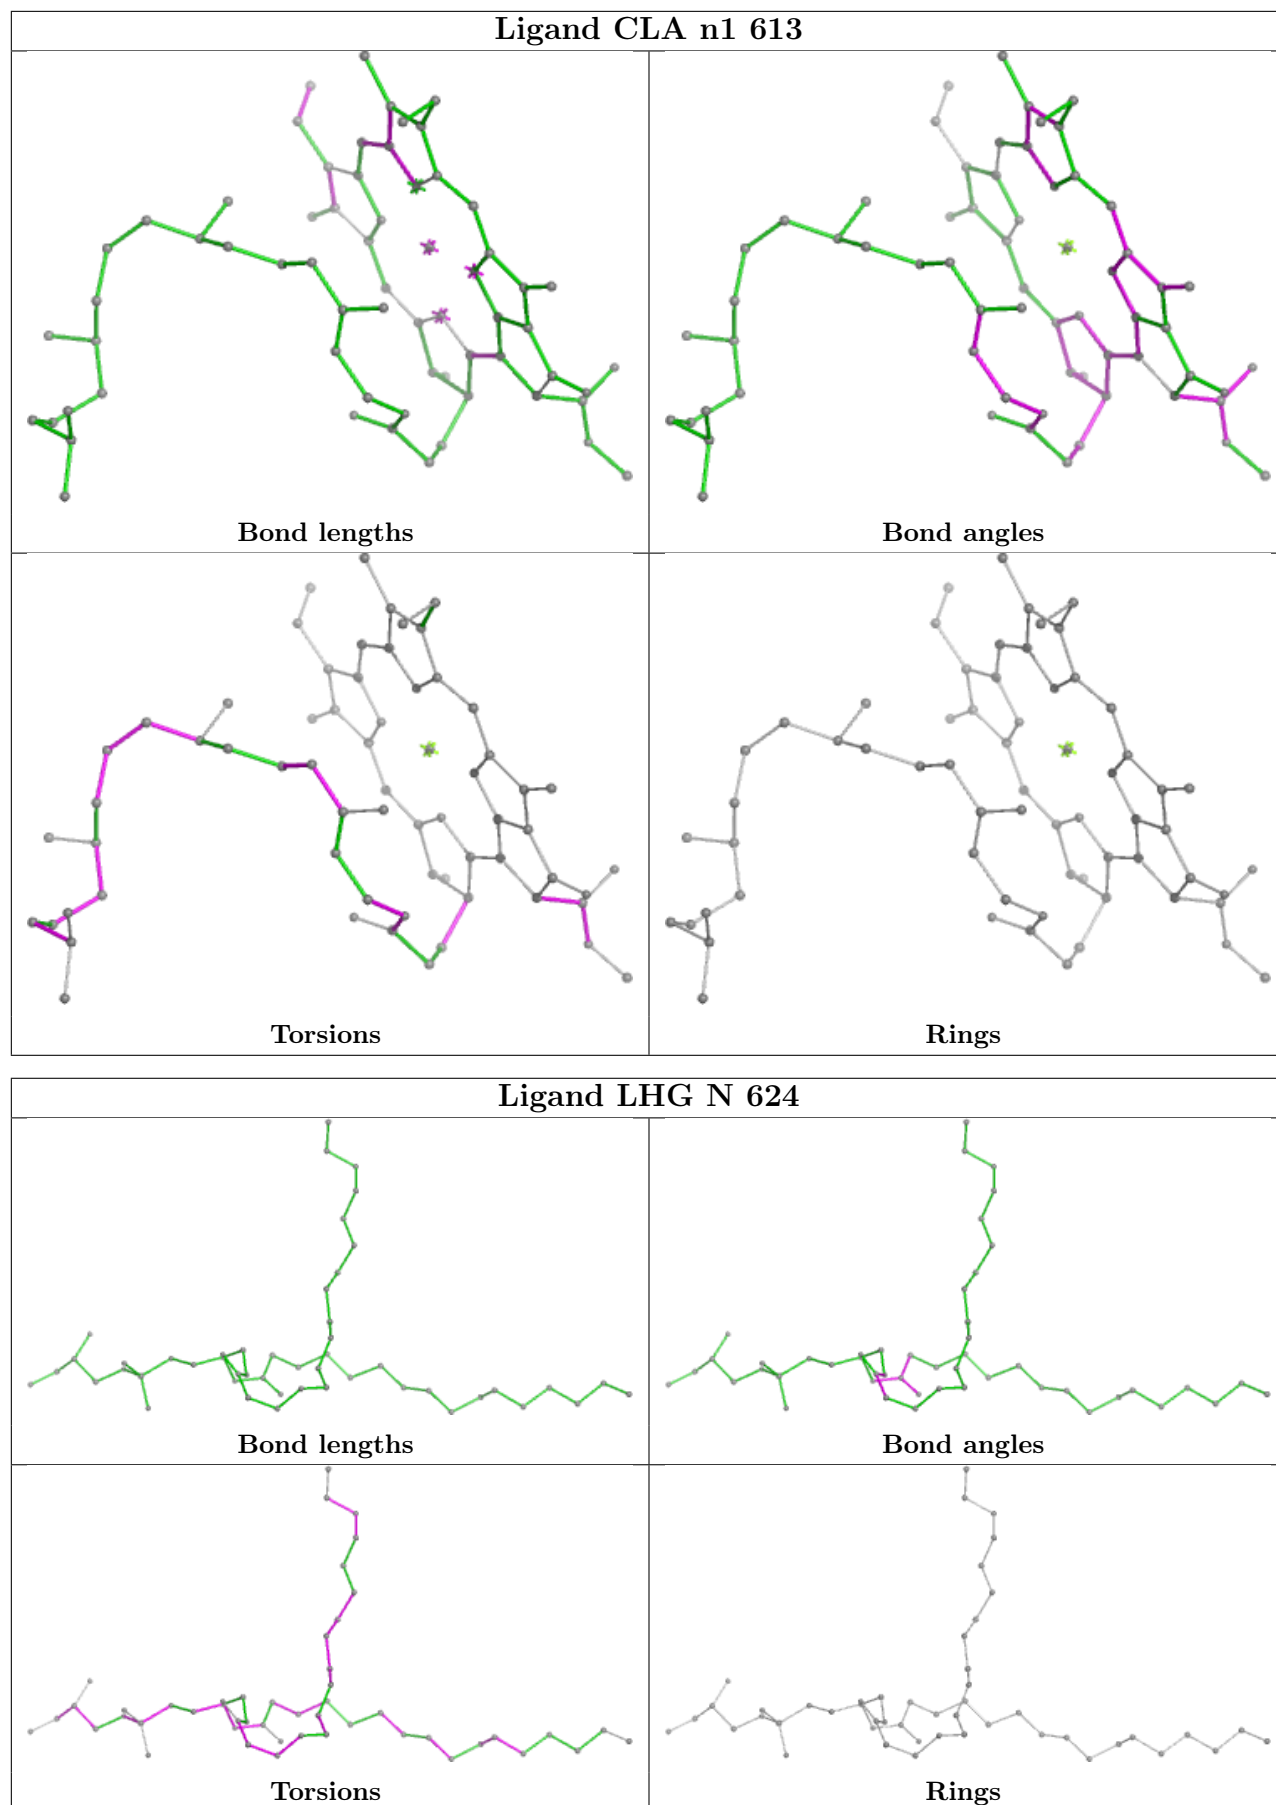 Ligand CLA n1 613
Bond lengths
Bond angles
Torsions
Rings
Ligand LHG N 624
Bond lengths
Bond angles
Torsions
Rings